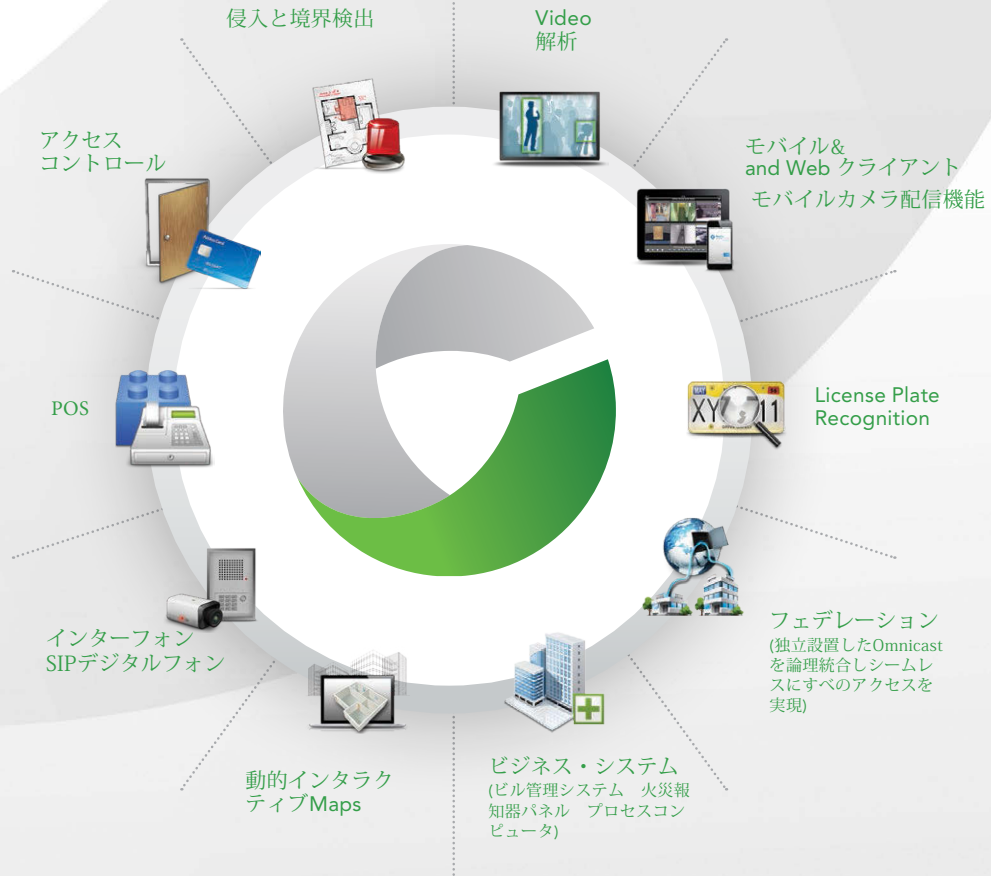 侵入と境界検出
Video
解析
アクセス
コントロール
モバイル&
and Web クライアント
モバイルカメラ配信機能
POS
MAY
XY
11
License Plate
Recognition
インターフォン
SIPデジタルフォン
フェデレーション
(独立設置したOmnicast
を論理統合しシームレ
スにすべのアクセスを
実現)
動的インタラク
ティブMaps
ビジネス・システム
(ビル管理システム　火災報
知器パネル　プロセスコン
ピュータ)